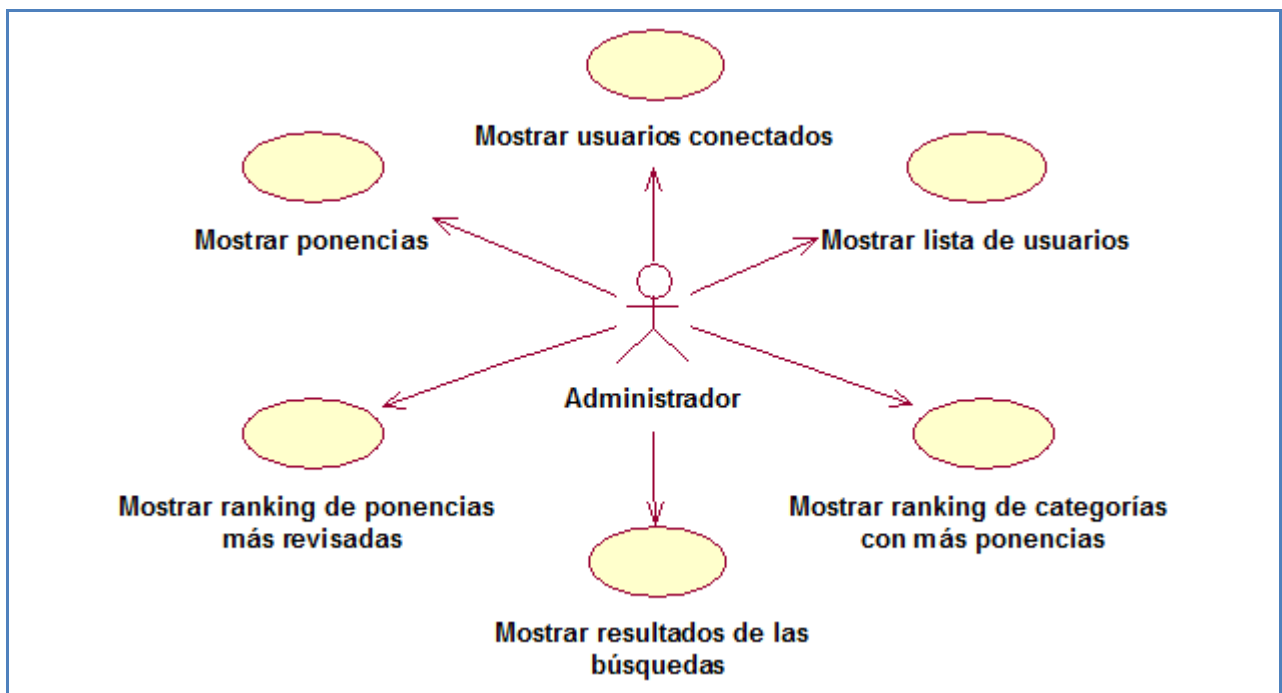 Mostrar usuarios conectados
Mostrar ponencias
Mostrar lista de usuarios
Administrador
Mostrar ranking de ponencias
más revisadas
Mostrar ranking de categorías
con más ponencias
Mostrar resultados de las
búsquedas